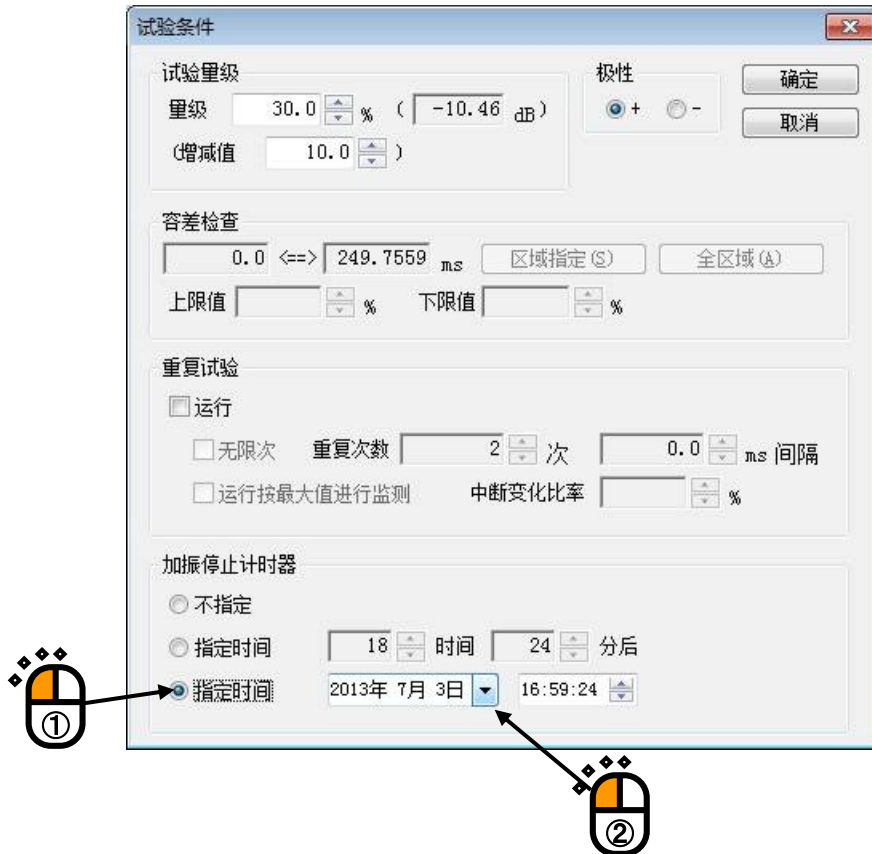 试验条件
试验量级
量级 30.0 % ( -10.46 dB)
(增减值 10.0 )
极性
+ -
确定
取消
容差检查
0.0 <==> 249.7559 ms 区域指定(S) 全区域(A)
上限值 % 下限值 %
重复试验
运行
无限次 重复次数 2 次 0.0 ms 间隔
运行按最大值进行监测 中断变化比率 %
加振停止计时器
不指定
指定时间 18 时间 24 分后
指定时间 2013年 7月 3日 16:59:24
①
②